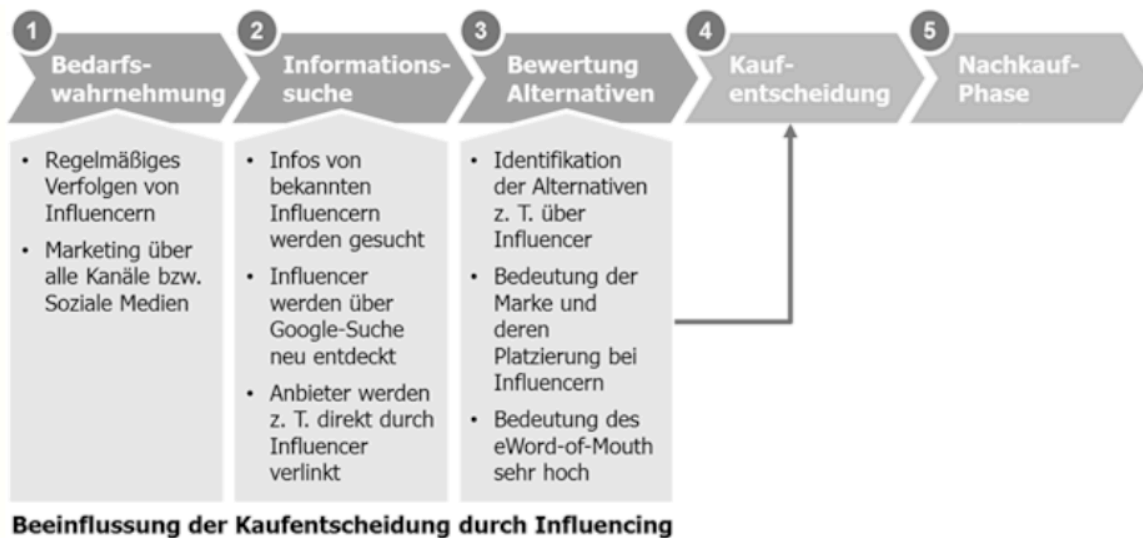 1
Bedarfs-
wahrnehmung
2
Informations-
suche
3
Bewertung
Alternativen
4
Kauf-
entscheidung
5
Nachkauf-
Phase
• Regelmäßiges
Verfolgen von
Influencern
• Marketing über
alle Kanäle bzw.
Soziale Medien
• Infos von
bekannten
Influencern
werden gesucht
• Influencer
werden über
Google-Suche
neu entdeckt
• Anbieter werden
z. T. direkt durch
Influencer
verlinkt
• Identifikation
der Alternativen
z. T. über
Influencer
• Bedeutung der
Marke und
deren
Platzierung bei
Influencern
• Bedeutung des
eWord-of-Mouth
sehr hoch
Beeinflussung der Kaufentscheidung durch Influencing